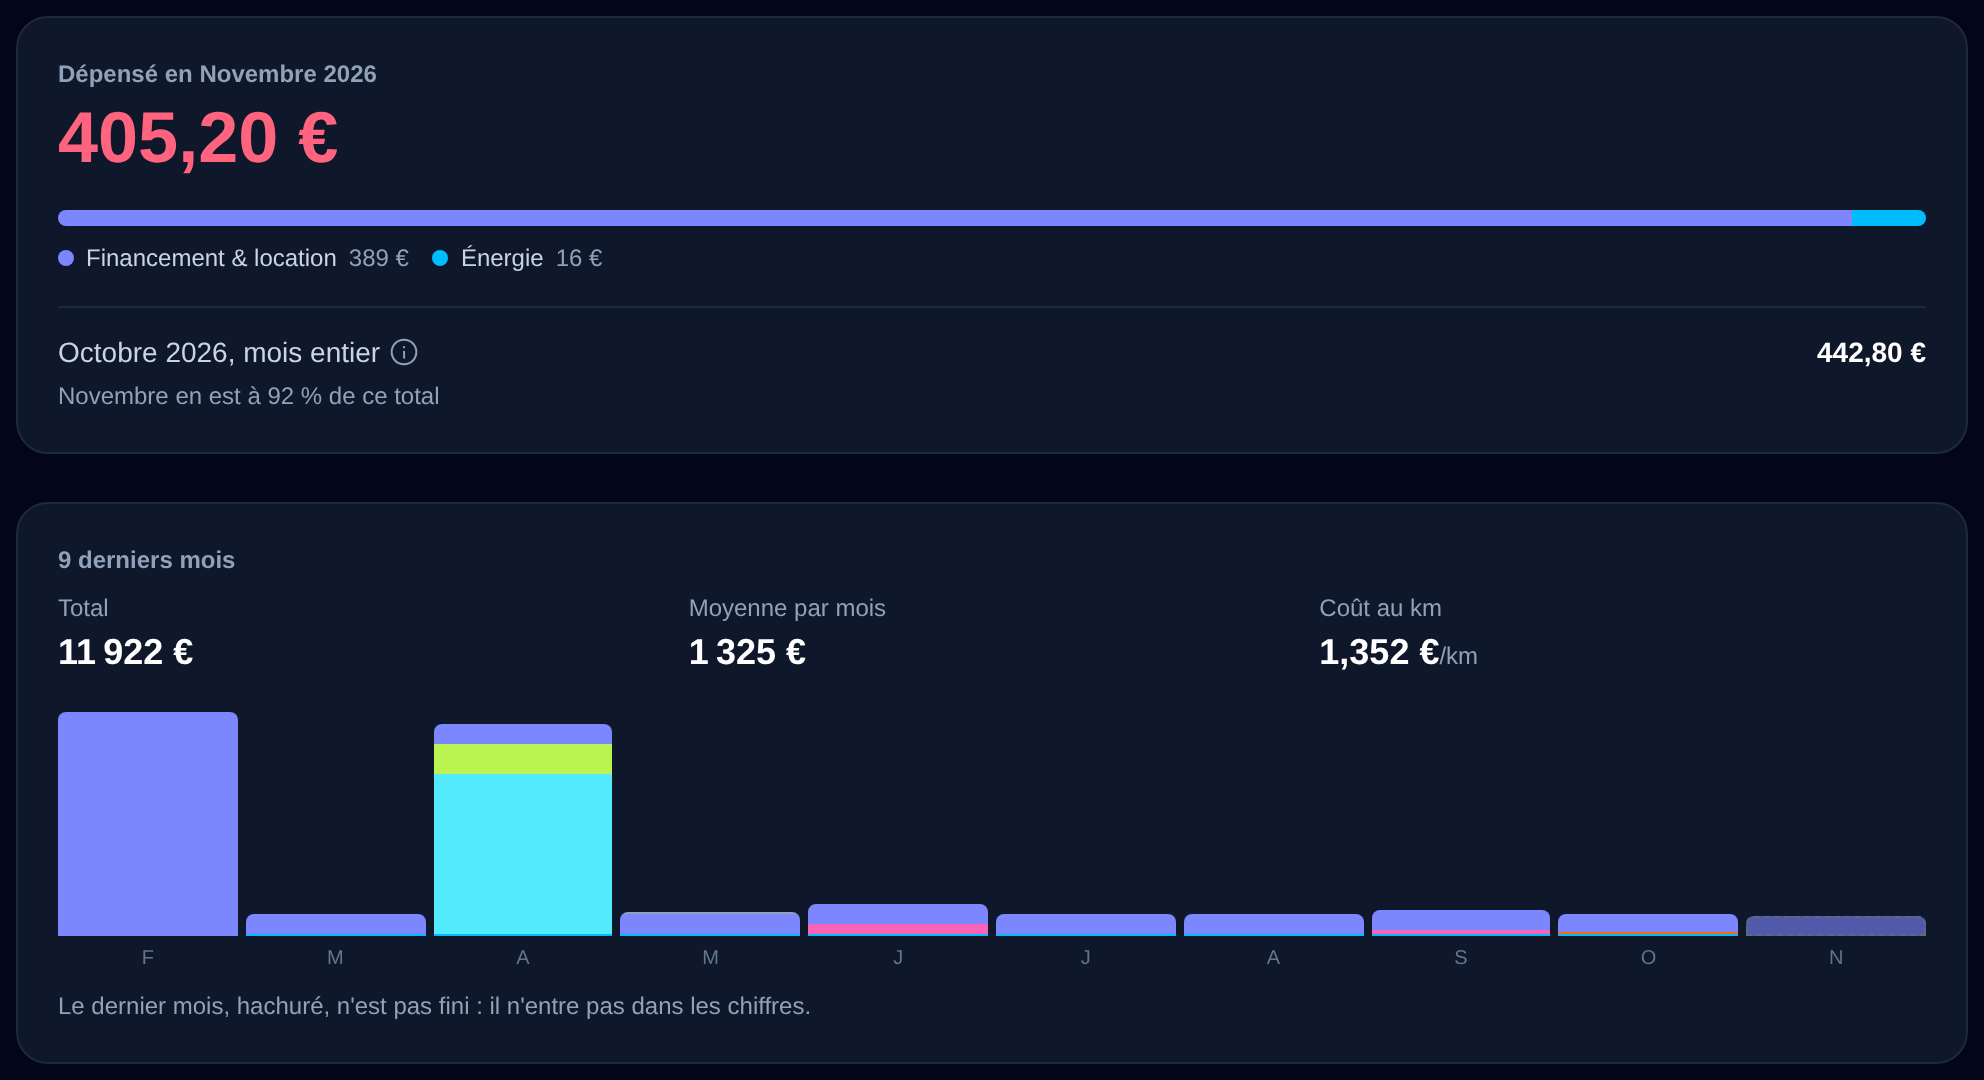 Dépensé en Novembre 2026
405,20 €
Financement & location 389 € Énergie 16 €
Octobre 2026, mois entier 442,80 €
Novembre en est à 92 % de ce total
9 derniers mois
Total Moyenne par mois Coût au km
11 922 € 1 325 € 1,352 €/km
F M A M J J A S O N
Le dernier mois, hachuré, n'est pas fini : il n'entre pas dans les chiffres.